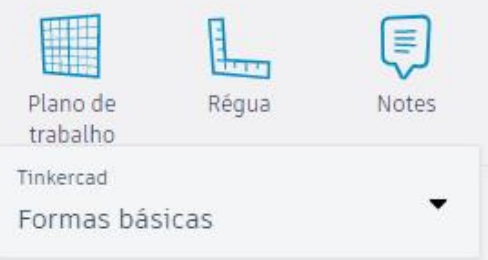 Plano de
trabalho
Régua
Notes
Tinkercad
Formas básicas